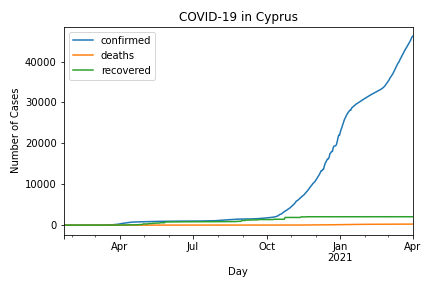 COVID-19 in Cyprus
confirmed
deaths
recovered
Number of Cases
40000
30000
20000
10000
0
Apr
Jul
Oct
Jan
2021
Apr
Day